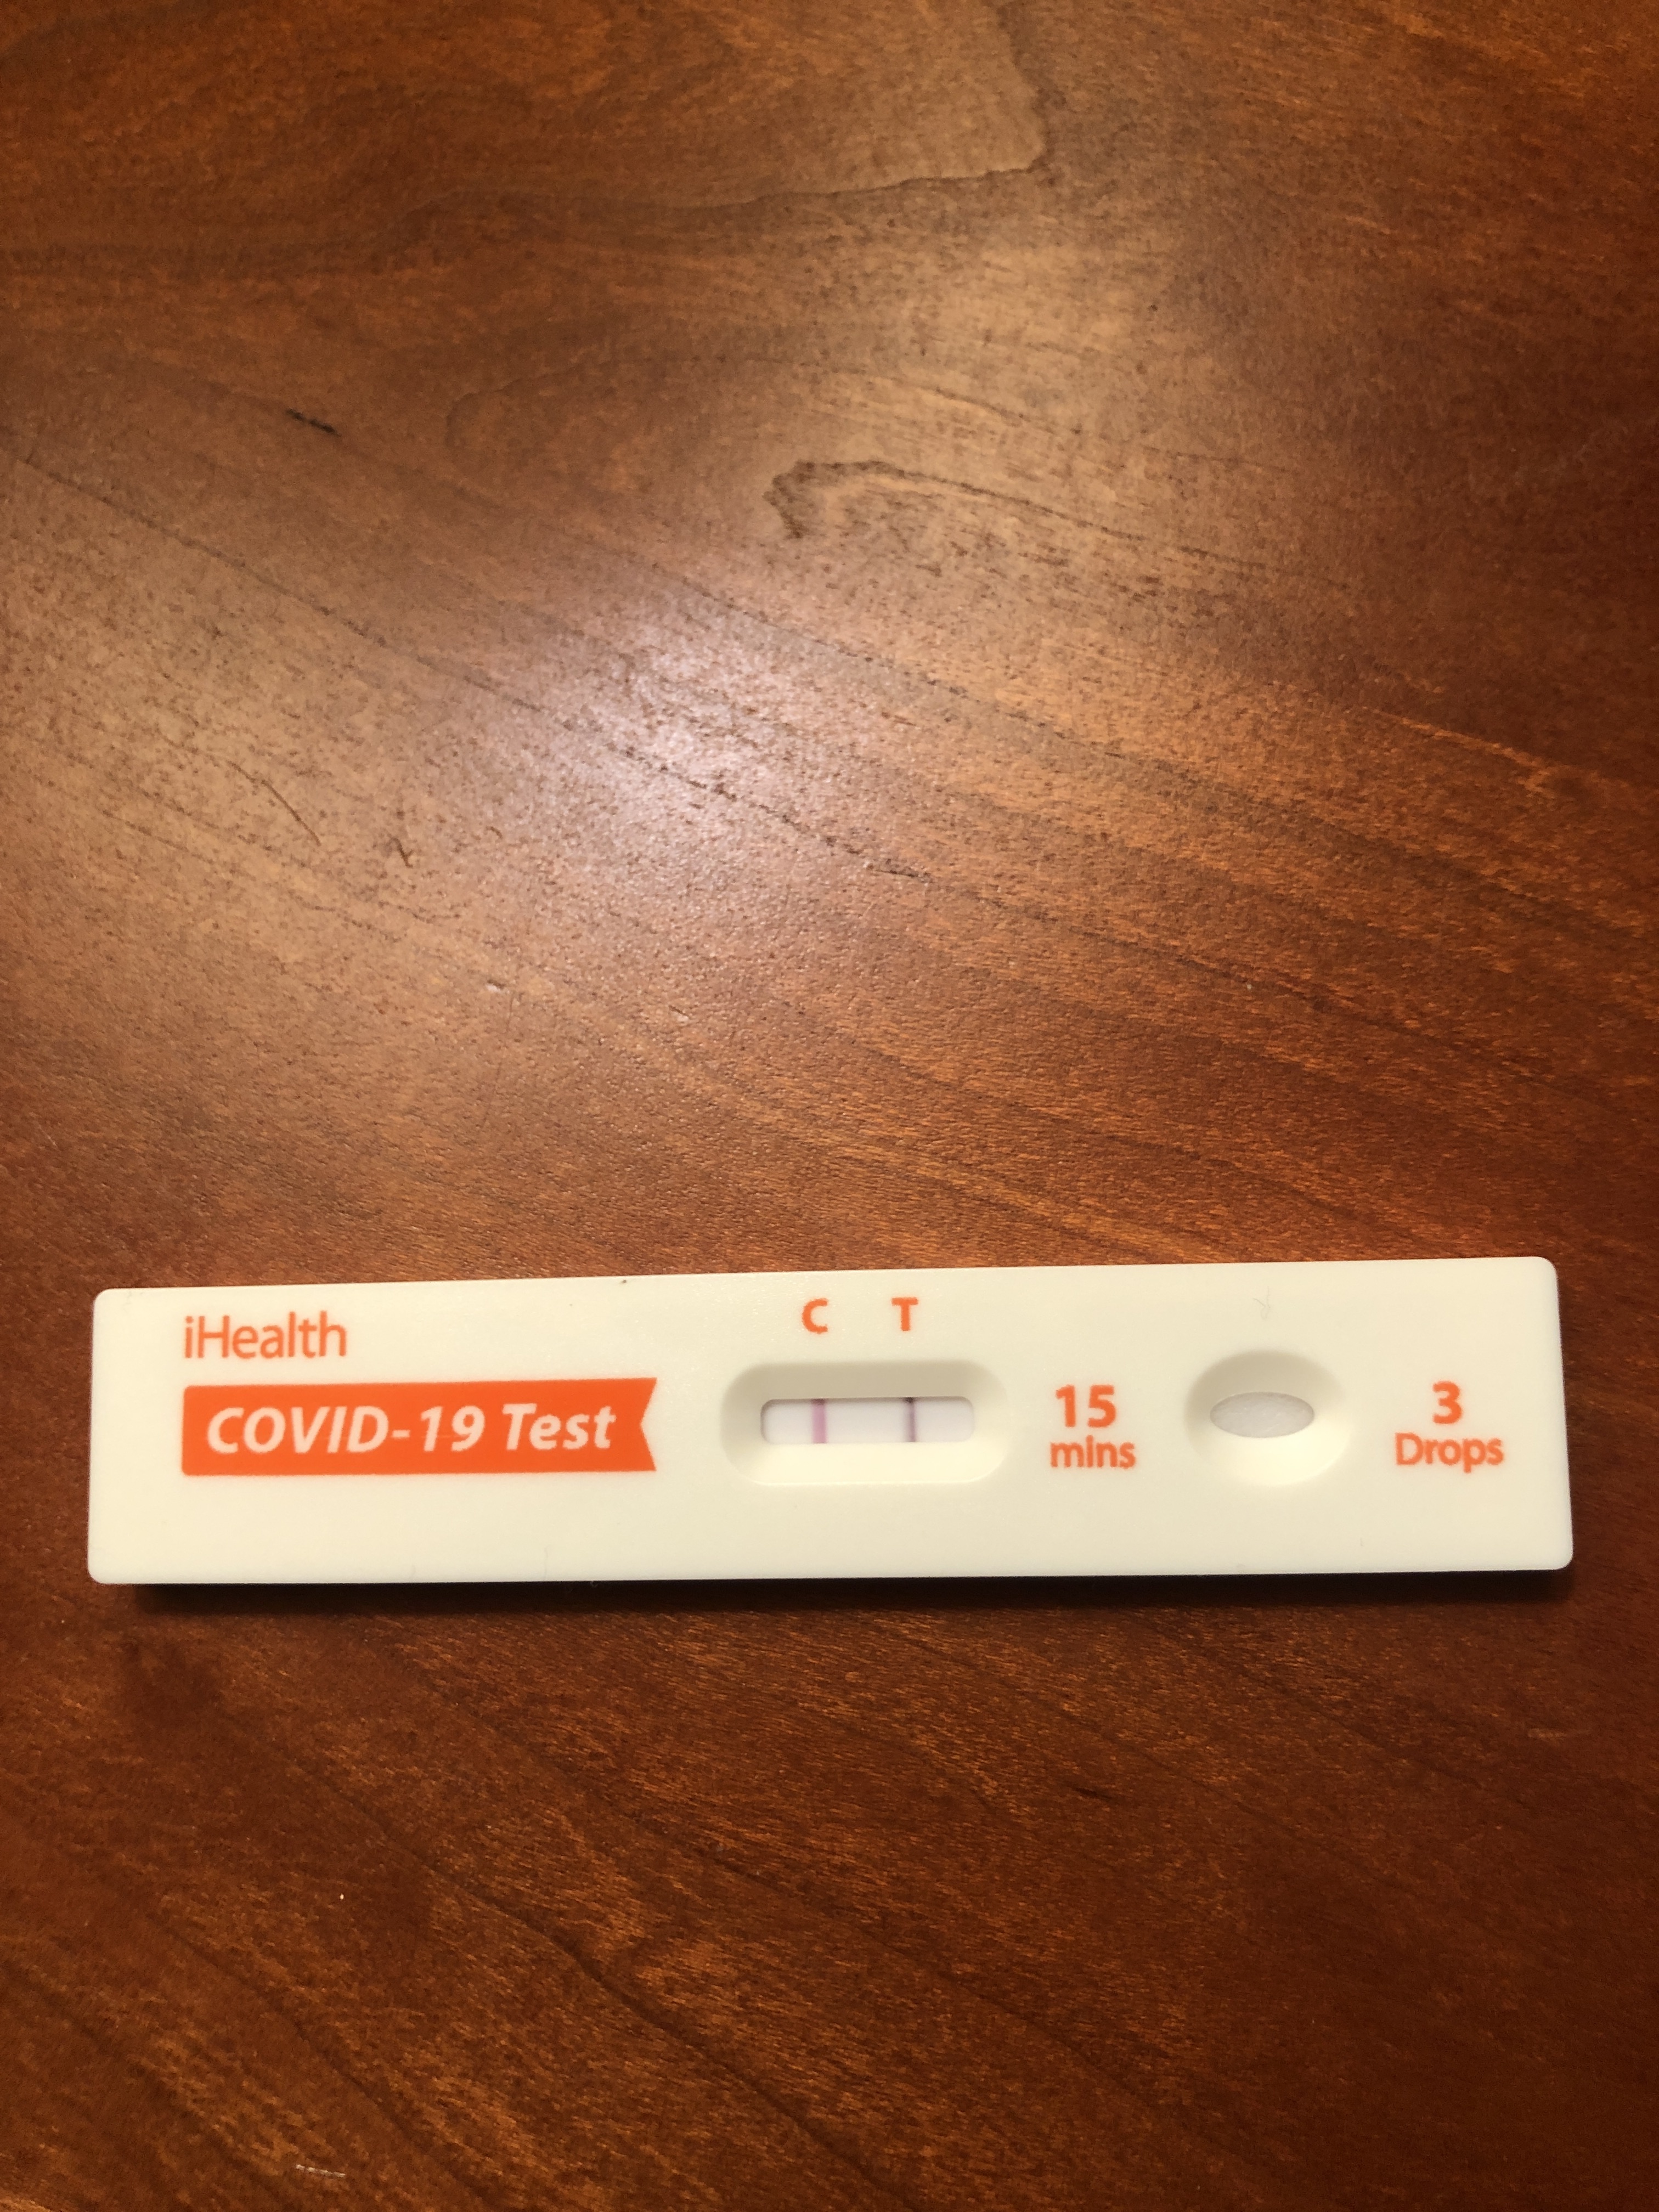 iHealth
COVID-19 Test
C T
15
mins
3
Drops